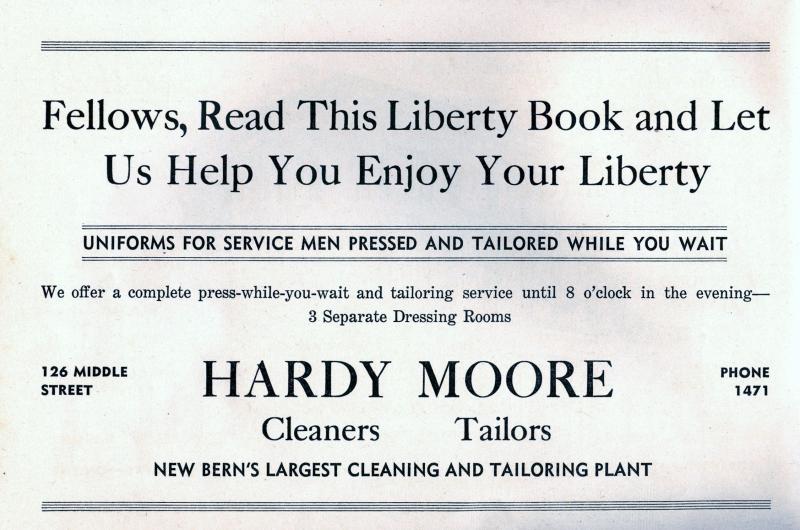 Fellows, Read This Liberty Book and Let
Us Help You Enjoy Your Liberty
UNIFORMS FOR SERVICE MEN PRESSED AND TAILORED WHILE YOU WAIT
We offer a complete press-while-you-wait and tailoring service until 8 o'clock in the evening—
3 Separate Dressing Rooms
126 MIDDLE
STREET
HARDY MOORE
PHONE
1471
Cleaners Tailors
NEW BERN'S LARGEST CLEANING AND TAILORING PLANT